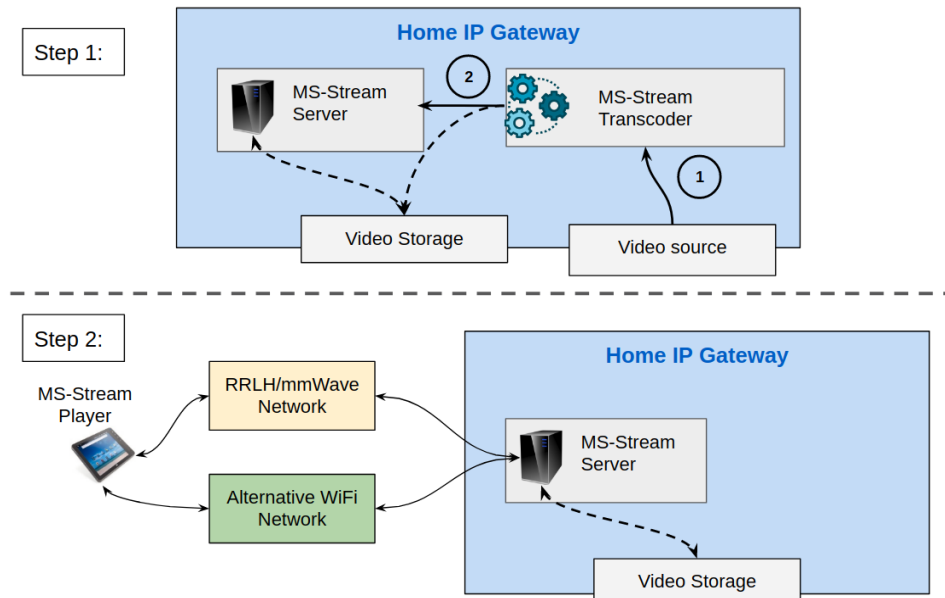 Step 1:
Home IP Gateway
MS-Stream
Server
2
MS-Stream
Transcoder
1
Video Storage
Video source
Step 2:
Home IP Gateway
MS-Stream
Player
RRLH/mmWave
Network
MS-Stream
Server
Alternative WiFi
Network
Video Storage